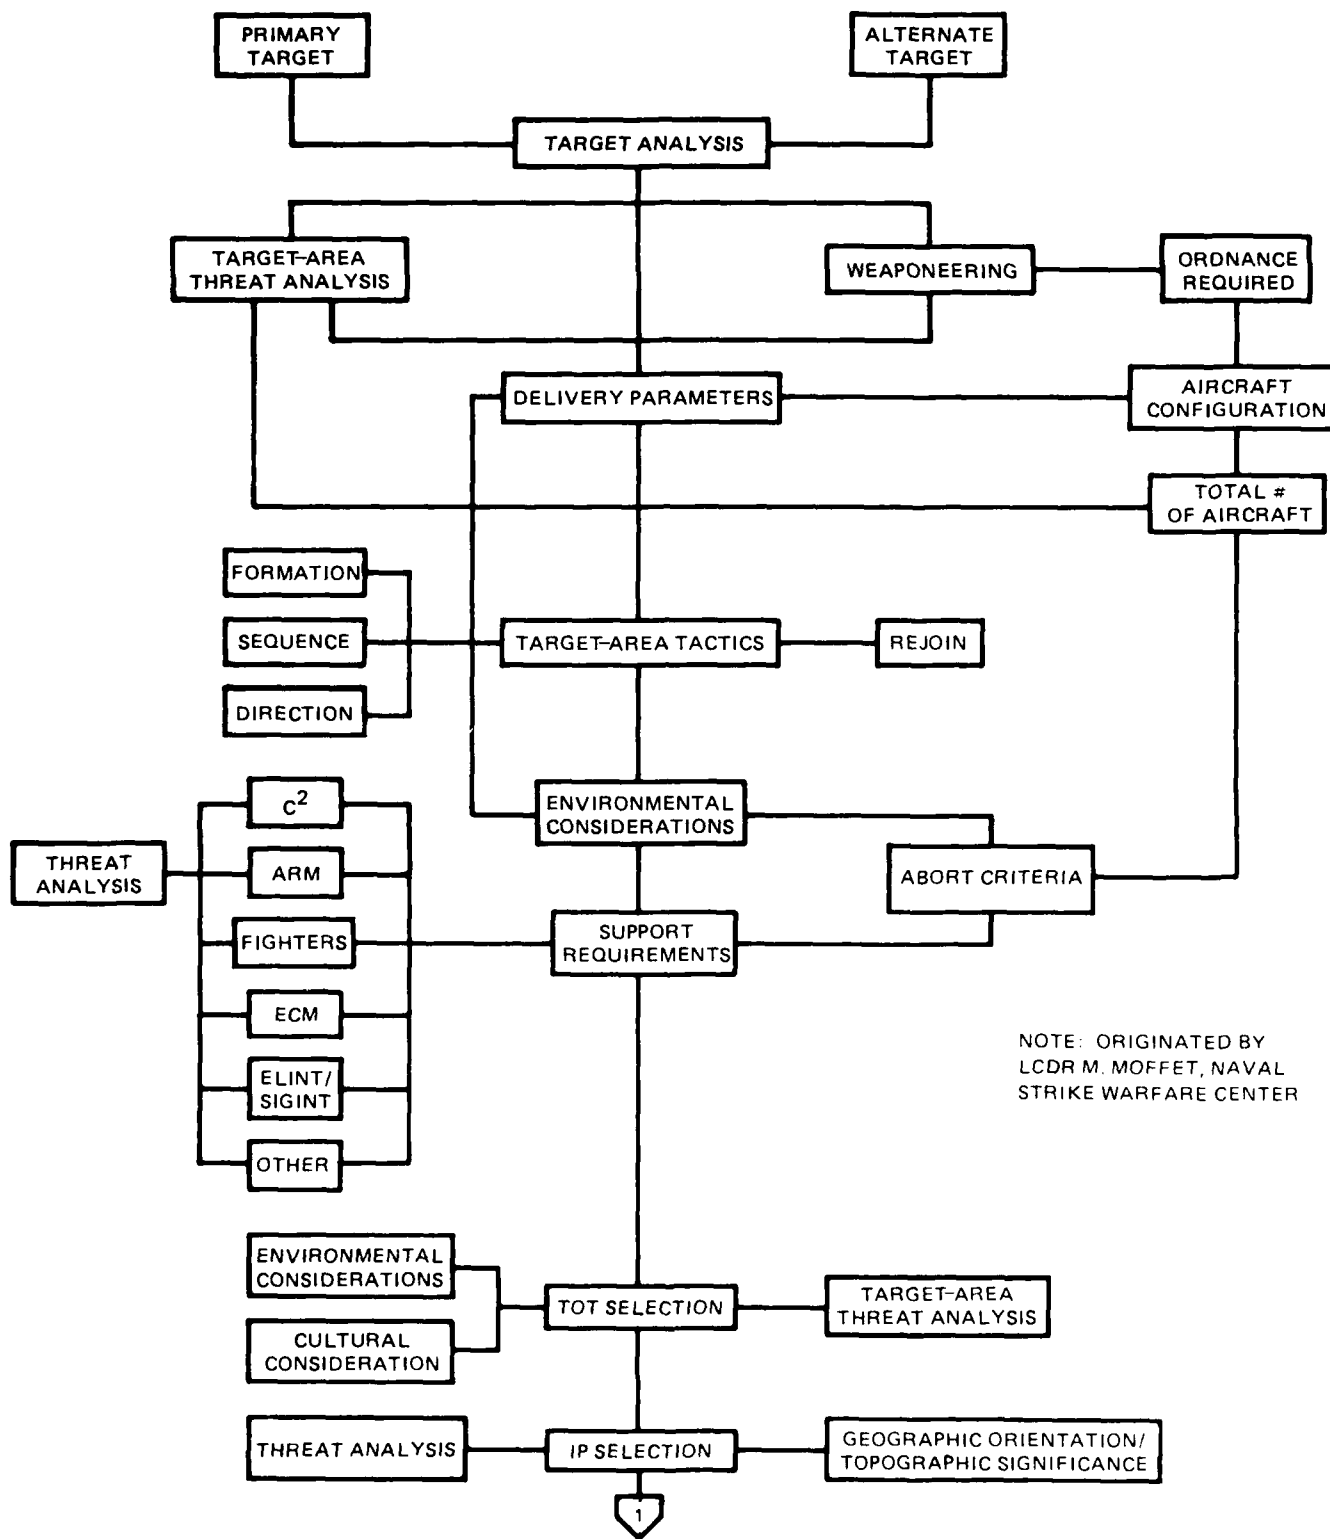 PRIMARY
TARGET
ALTERNATE
TARGET
TARGET ANALYSIS
TARGET-AREA
THREAT ANALYSIS
WEAPONEERING
ORDNANCE
REQUIRED
DELIVERY PARAMETERS
AIRCRAFT
CONFIGURATION
TOTAL #
OF AIRCRAFT
FORMATION
SEQUENCE
DIRECTION
TARGET-AREA TACTICS
REJOIN
ENVIRONMENTAL
CONSIDERATIONS
ABORT CRITERIA
THREAT
ANALYSIS
C²
ARM
FIGHTERS
ECM
ELINT/
SIGINT
OTHER
SUPPORT
REQUIREMENTS
NOTE: ORIGINATED BY
LCDR M. MOFFET, NAVAL
STRIKE WARFARE CENTER
ENVIRONMENTAL
CONSIDERATIONS
CULTURAL
CONSIDERATION
TOT SELECTION
TARGET-AREA
THREAT ANALYSIS
THREAT ANALYSIS
IP SELECTION
GEOGRAPHIC ORIENTATION/
TOPOGRAPHIC SIGNIFICANCE
1